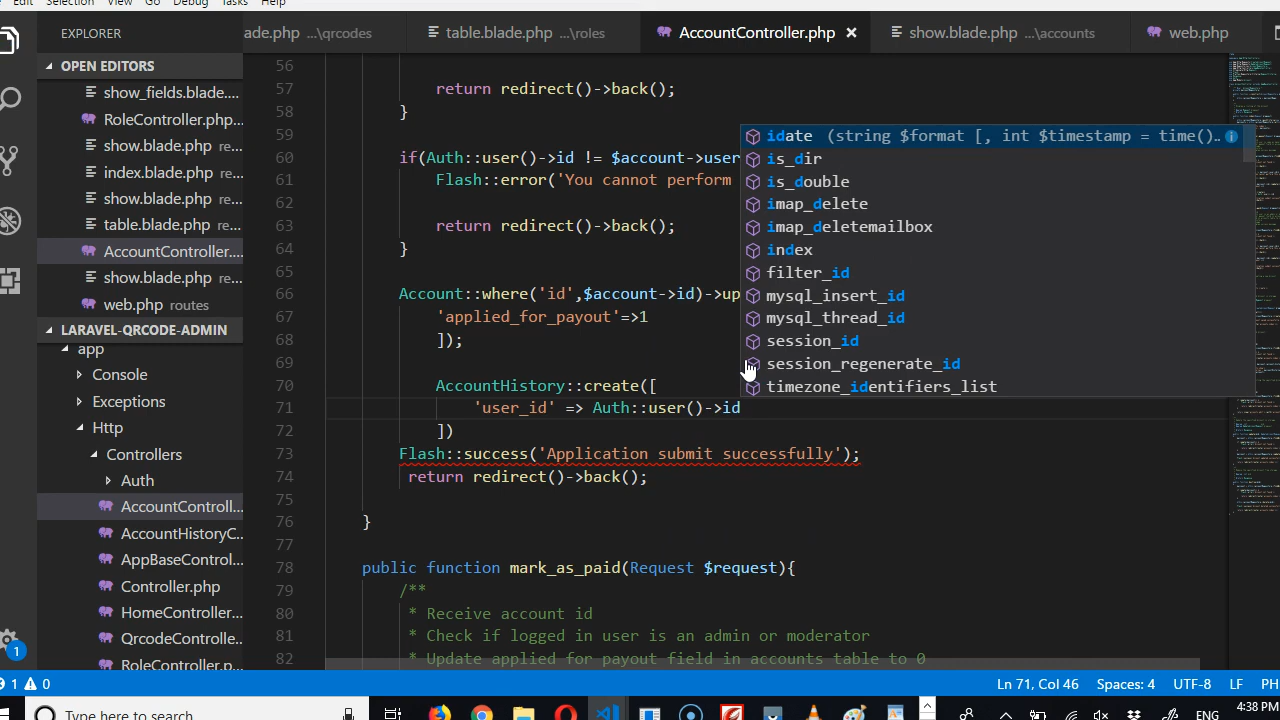 Edit Selection View Go Debug Tasks Help
EXPLORER
ade.php ...\qrcodes
table.blade.php ...\roles
AccountController.php ×
show.blade.php ...\accounts
web.php
OPEN EDITORS
show_fields.blade....
RoleController.php...
show.blade.php re...
index.blade.php re...
show.blade.php re...
table.blade.php re...
AccountController....
show.blade.php re...
web.php routes
LARAVEL-QRCODE-ADMIN
app
Console
Exceptions
Http
Controllers
Auth
AccountControll...
AccountHistoryC...
AppBaseControl...
Controller.php
HomeController...
QrcodeControlle...
RoleController.p...
56
57 return redirect()->back();
58 }
59
60 if(Auth::user()->id != $account->user
61 Flash::error('You cannot perform
62
63 return redirect()->back();
64 }
65
66 Account::where('id',$account->id)->up
67 'applied_for_payout'=>1
68 ]);
69
70 AccountHistory::create([
71 'user_id' => Auth::user()->id
72 ])
73 Flash::success('Application submit successfully');
74 return redirect()->back();
75
76 }
77
78 public function mark_as_paid(Request $request){
79 /**
80 * Receive account id
81 * Check if logged in user is an admin or moderator
82 * Update applied for payout field in accounts table to 0
idate (string $format [, int $timestamp = time()..
is_dir
is_double
imap_delete
imap_deletemailbox
index
filter_id
mysql_insert_id
mysql_thread_id
session_id
session_regenerate_id
timezone_identifiers_list
1
1 0
Ln 71, Col 46 Spaces: 4 UTF-8 LF PH
Type here to search
4:38 PM